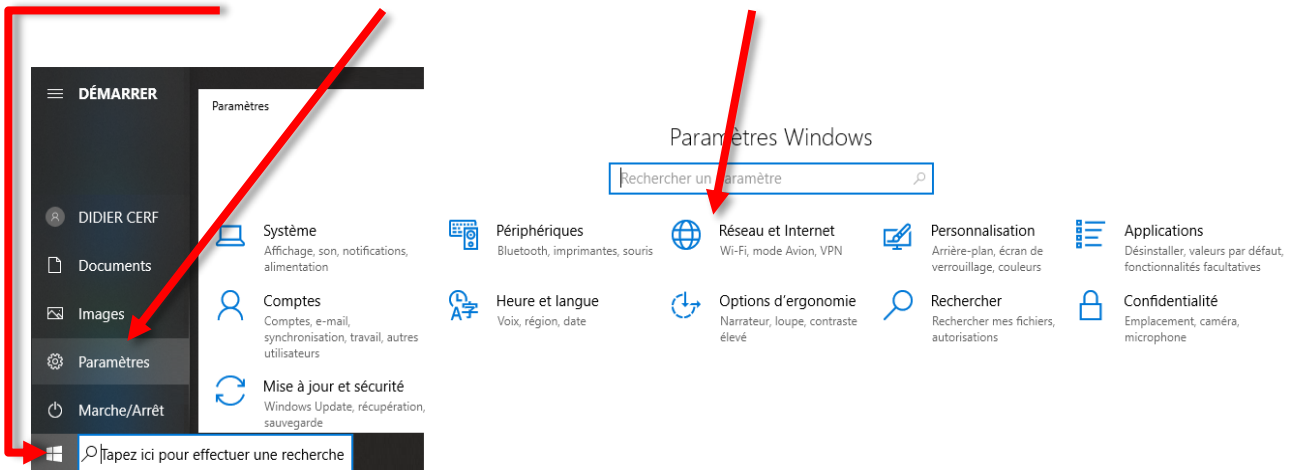 DÉMARRER
Paramètres
DIDIER CERF
Documents
Images
Paramètres
Marche/Arrêt
Tapez ici pour effectuer une recherche
Paramètres Windows
Rechercher un paramètre
Système
Affichage, son, notifications,
alimentation
Périphériques
Bluetooth, imprimantes, souris
Réseau et Internet
Wi-Fi, mode Avion, VPN
Personnalisation
Arrière-plan, écran de
verrouillage, couleurs
Applications
Désinstaller, valeurs par défaut,
fonctionnalités facultatives
Comptes
Comptes, e-mail,
synchronisation, travail, autres
utilisateurs
Heure et langue
Voix, région, date
Options d’ergonomie
Narrateur, loupe, contraste
élevé
Rechercher
Rechercher mes fichiers,
autorisations
Confidentialité
Emplacement, caméra,
microphone
Mise à jour et sécurité
Windows Update, récupération,
sauvegarde